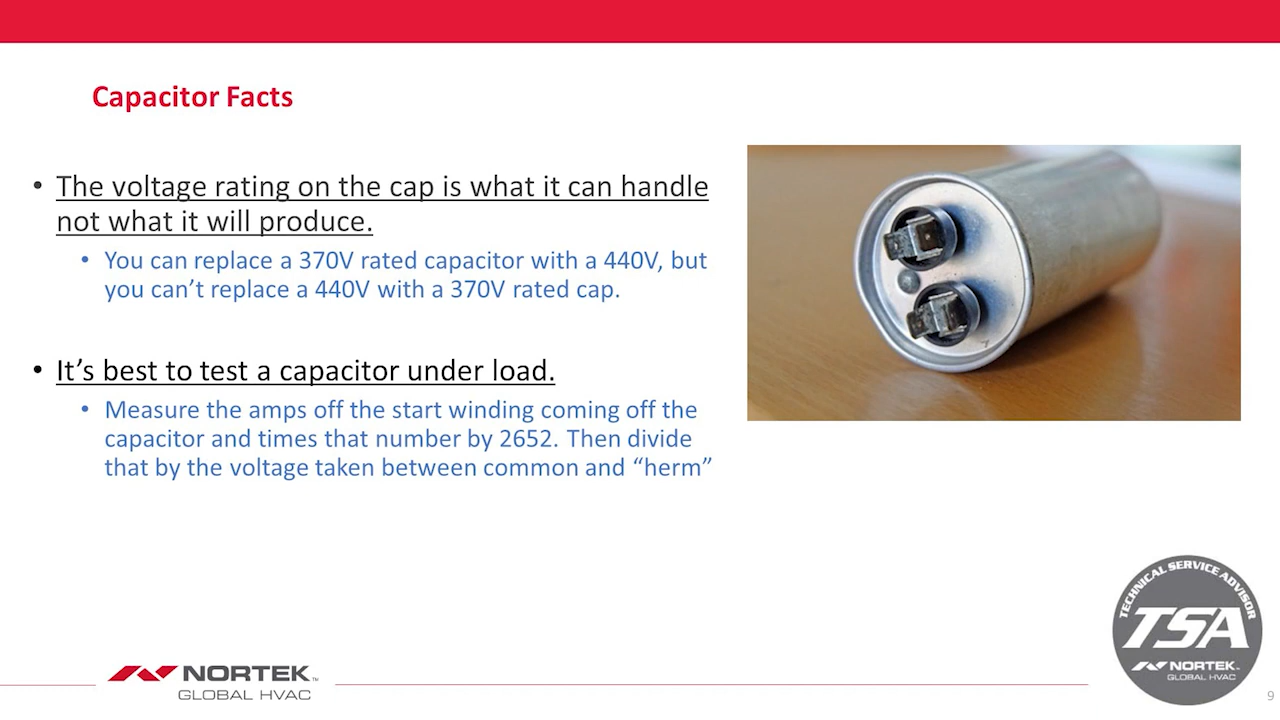 Capacitor Facts
• The voltage rating on the cap is what it can handle
not what it will produce.
• You can replace a 370V rated capacitor with a 440V, but
you can’t replace a 440V with a 370V rated cap.
• It’s best to test a capacitor under load.
• Measure the amps off the start winding coming off the
capacitor and times that number by 2652. Then divide
that by the voltage taken between common and “herm”
TECHNICAL SERVICE ADVISOR
TSA
NORTEK
GLOBAL HVAC
NORTEK™
GLOBAL HVAC
9